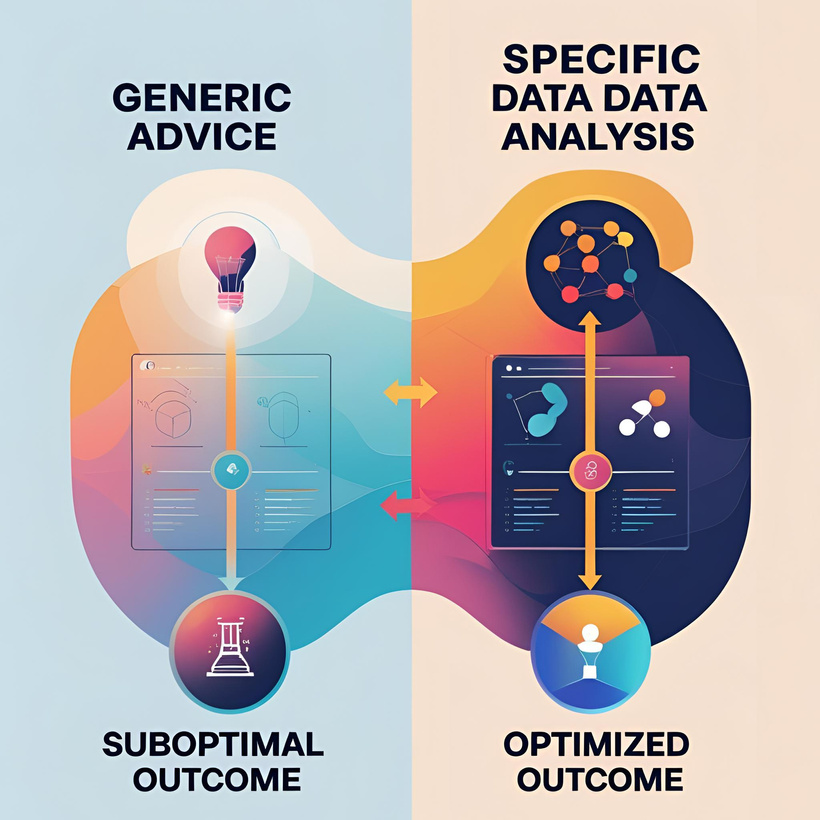 GENERIC
ADVICE
SPECIFIC
DATA DATA
ANALYSIS
SUBOPTIMAL
OUTCOME
OPTIMIZED
OUTCOME